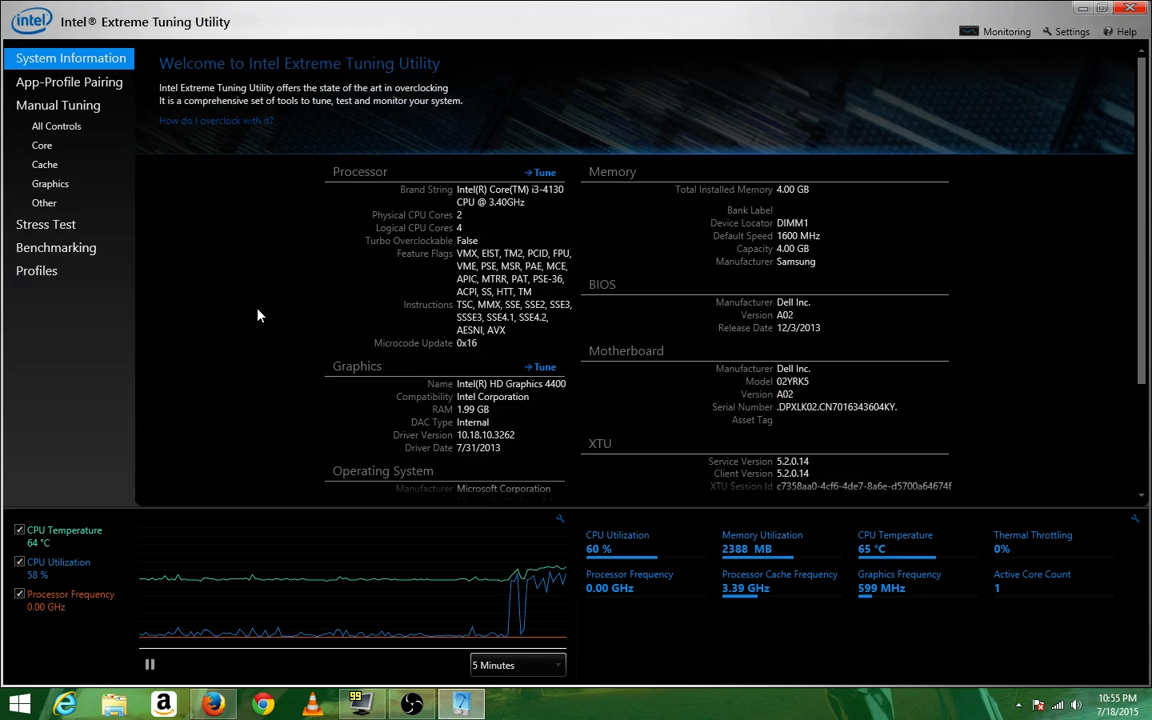 intel
Intel® Extreme Tuning Utility
Monitoring
Settings
Help
System Information
App-Profile Pairing
Manual Tuning
All Controls
Core
Cache
Graphics
Other
Stress Test
Benchmarking
Profiles
Welcome to Intel Extreme Tuning Utility
Intel Extreme Tuning Utility offers the state of the art in overclocking
It is a comprehensive set of tools to tune, test and monitor your system.
How do I overclock with it?
Processor
Tune
Brand String Intel(R) Core(TM) i3-4130
CPU @ 3.40GHz
Physical CPU Cores 2
Logical CPU Cores 4
Turbo Overclockable False
Feature Flags VMX, EIST, TM2, PCID, FPU,
VME, PSE, MSR, PAE, MCE,
APIC, MTRR, PAT, PSE-36,
ACPI, SS, HTT, TM
Instructions TSC, MMX, SSE, SSE2, SSE3,
SSSE3, SSE4.1, SSE4.2,
AESNI, AVX
Microcode Update 0x16
Graphics
Tune
Name Intel(R) HD Graphics 4400
Compatibility Intel Corporation
RAM 1.99 GB
DAC Type Internal
Driver Version 10.18.10.3262
Driver Date 7/31/2013
Operating System
Manufacturer Microsoft Corporation
Memory
Total Installed Memory 4.00 GB
Bank Label
Device Locator DIMM1
Default Speed 1600 MHz
Capacity 4.00 GB
Manufacturer Samsung
BIOS
Manufacturer Dell Inc.
Version A02
Release Date 12/3/2013
Motherboard
Manufacturer Dell Inc.
Model 02YRK5
Version A02
Serial Number .DPXLK02.CN7016343604KY.
Asset Tag
XTU
Service Version 5.2.0.14
Client Version 5.2.0.14
XTU Session Id c7358aa0-4cf6-4de7-8a6e-d5700a64674f
CPU Temperature
64 °C
CPU Utilization
58 %
Processor Frequency
0.00 GHz
5 Minutes
CPU Utilization
60 %
Memory Utilization
2388 MB
CPU Temperature
65 °C
Thermal Throttling
0%
Processor Frequency
0.00 GHz
Processor Cache Frequency
3.39 GHz
Graphics Frequency
599 MHz
Active Core Count
1
99
10:55 PM
7/18/2015